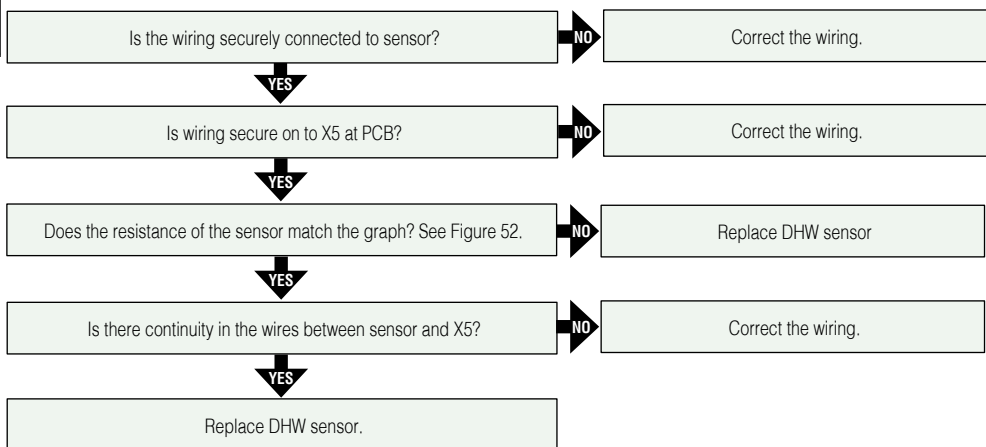 Is the wiring securely connected to sensor?
NO
Correct the wiring.
YES
Is wiring secure on to X5 at PCB?
NO
Correct the wiring.
YES
Does the resistance of the sensor match the graph? See Figure 52.
NO
Replace DHW sensor
YES
Is there continuity in the wires between sensor and X5?
NO
Correct the wiring.
YES
Replace DHW sensor.